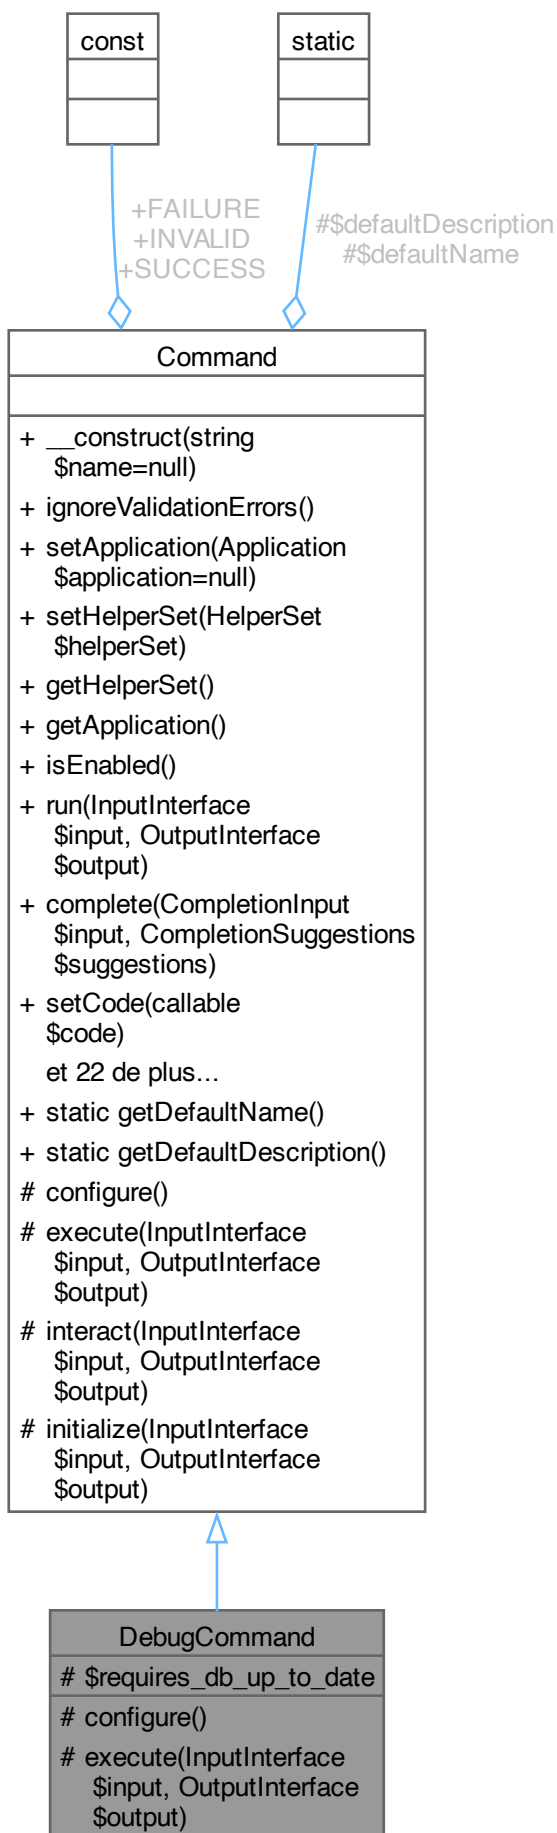 const
static
+FAILURE
+INVALID
+SUCCESS
#$defaultDescription
#$defaultName
Command
+ __construct(string
$name=null)
+ ignoreValidationErrors()
+ setApplication(Application
$application=null)
+ setHelperSet(HelperSet
$helperSet)
+ getHelperSet()
+ getApplication()
+ isEnabled()
+ run(InputInterface
$input, OutputInterface
$output)
+ complete(CompletionInput
$input, CompletionSuggestions
$suggestions)
+ setCode(callable
$code)
et 22 de plus...
+ static getDefaultName()
+ static getDefaultDescription()
# configure()
# execute(InputInterface
$input, OutputInterface
$output)
# interact(InputInterface
$input, OutputInterface
$output)
# initialize(InputInterface
$input, OutputInterface
$output)
DebugCommand
# $requires_db_up_to_date
# configure()
# execute(InputInterface
$input, OutputInterface
$output)